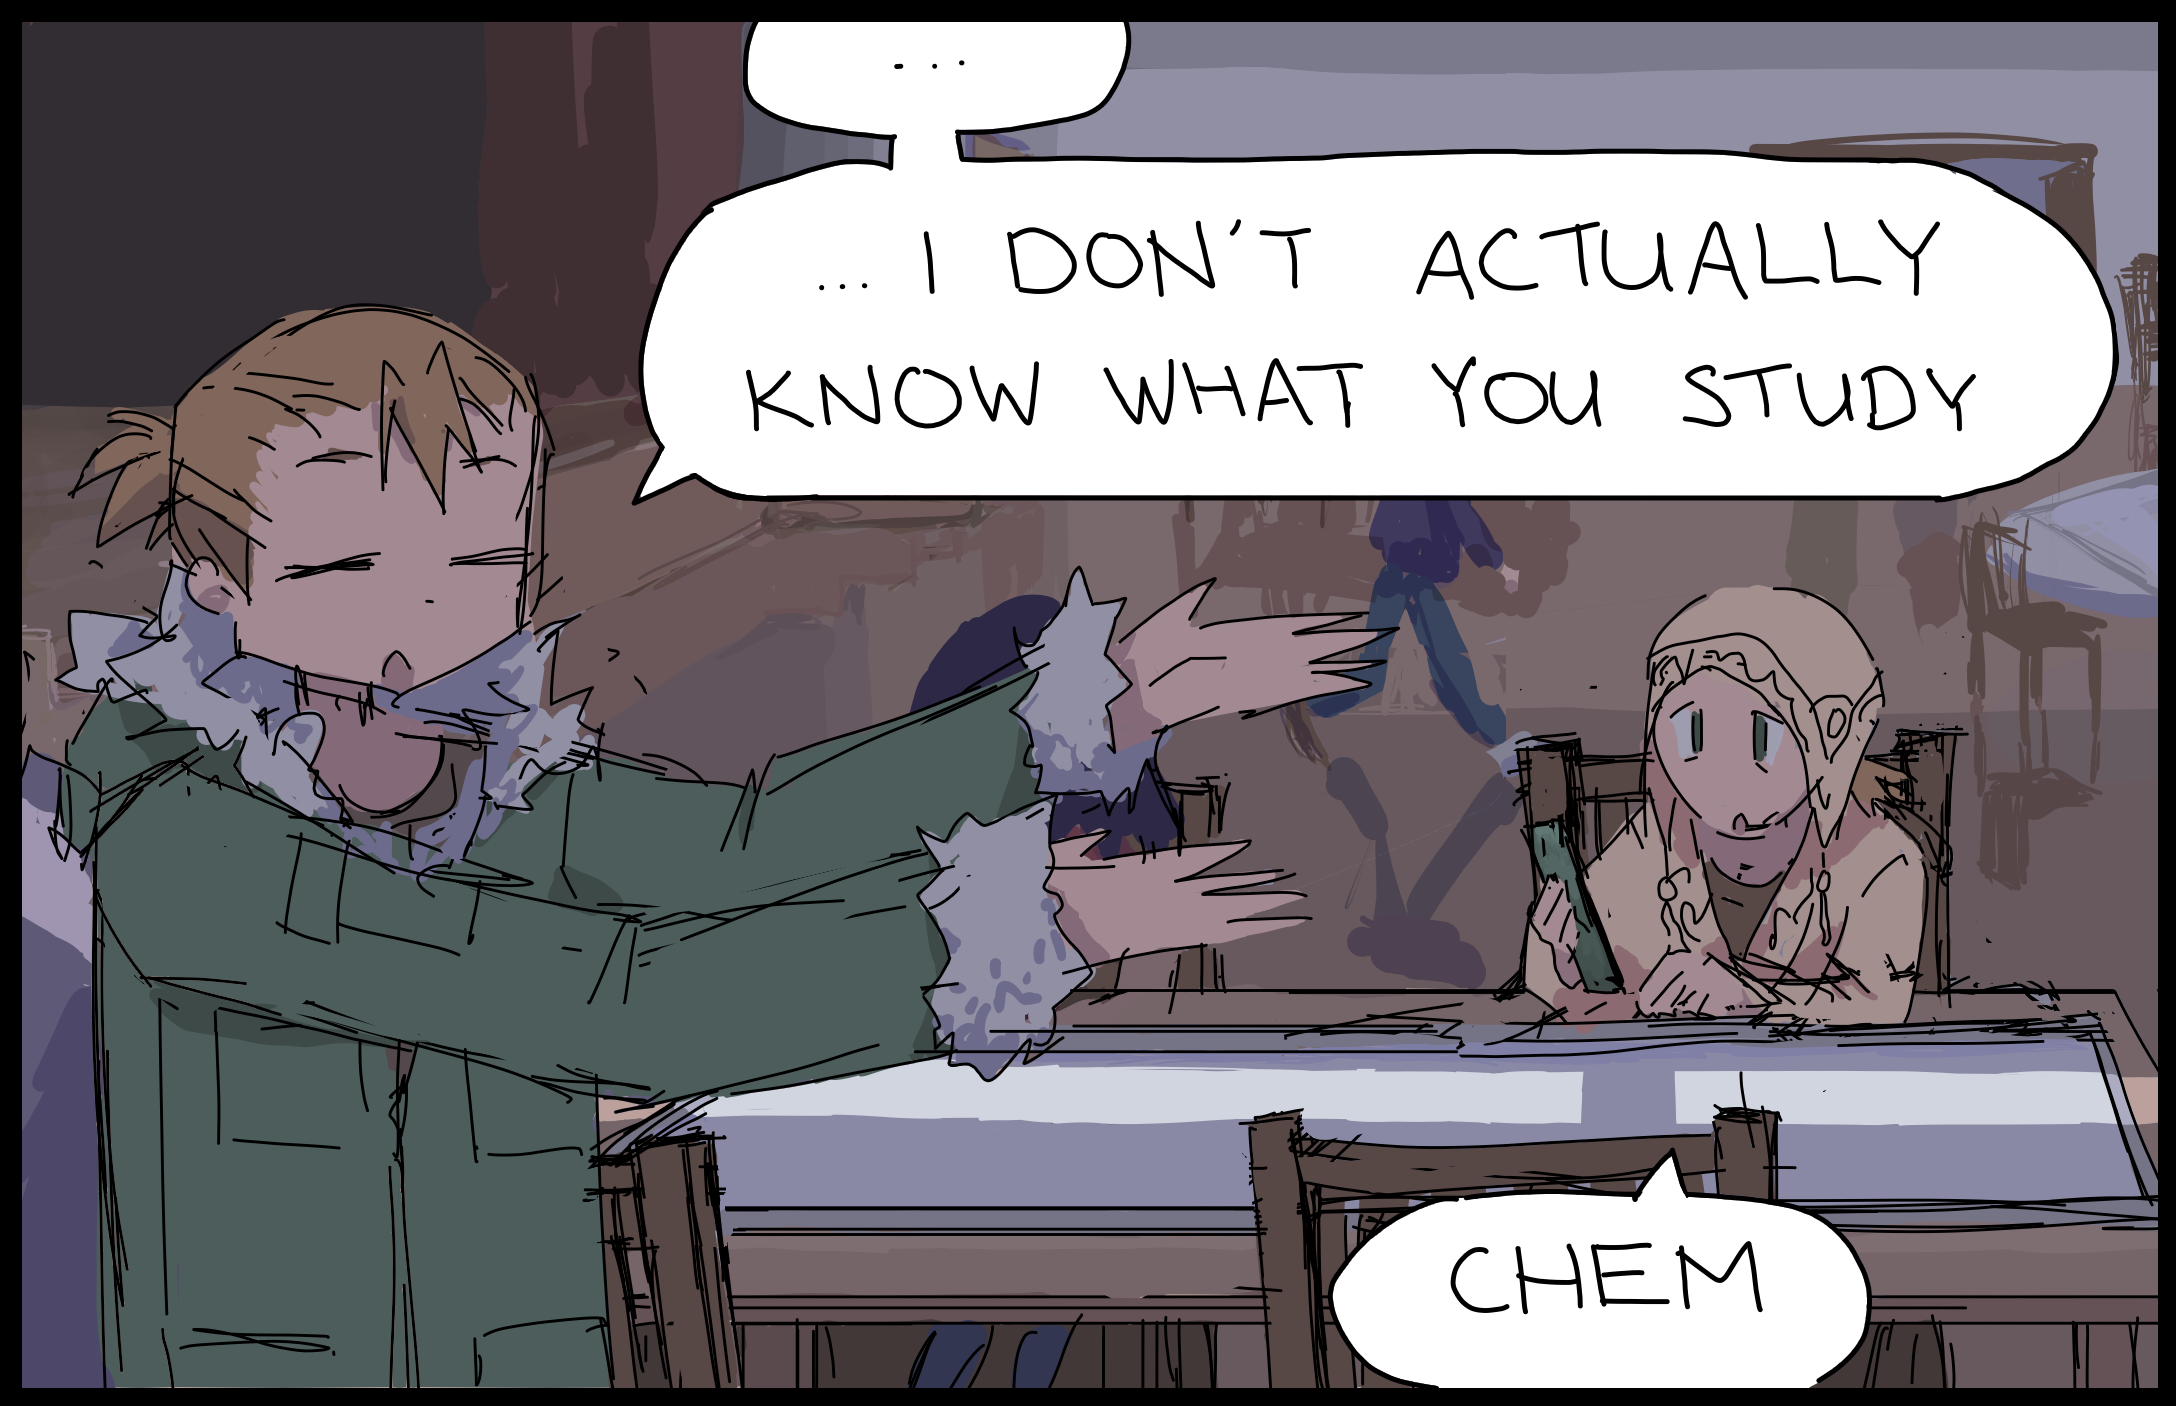 ...
... I DON'T ACTUALLY
KNOW WHAT YOU STUDY
CHEM